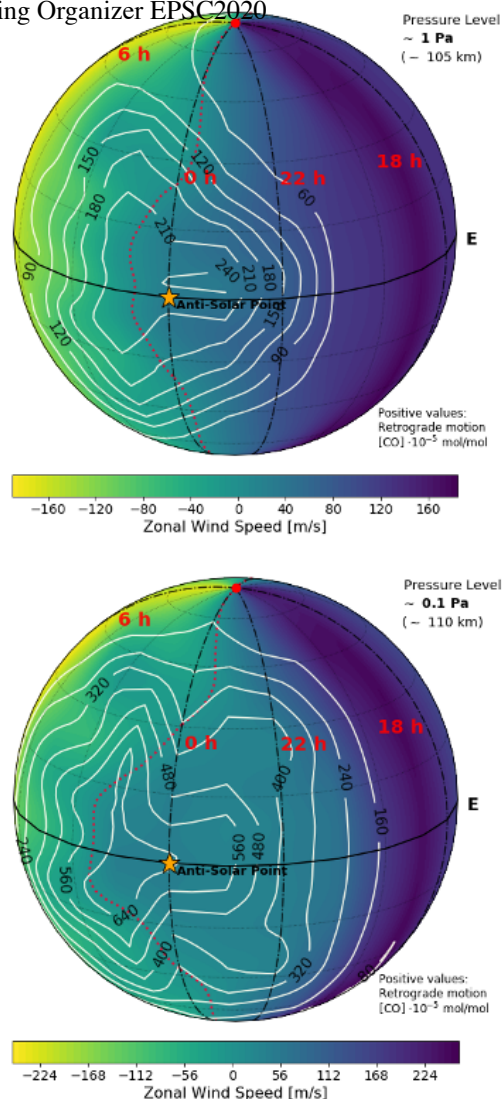 ing Organizer EPSC2020
Pressure Level
~ 1 Pa
(~ 105 km)
6 h
18 h
0 h
22 h
120
150
60
180
210
E
90
240
210
180
Anti-Solar Point
150
120
90
Positive values:
Retrograde motion
[CO] ·10⁻⁵ mol/mol
−160 −120 −80 −40 0 40 80 120 160
Zonal Wind Speed [m/s]
Pressure Level
~ 0.1 Pa
(~ 110 km)
6 h
320
18 h
0 h
22 h
480
400
240
160
E
240
560
480
Anti-Solar Point
560
640
400
320
80
Positive values:
Retrograde motion
[CO] ·10⁻⁵ mol/mol
−224 −168 −112 −56 0 56 112 168 224
Zonal Wind Speed [m/s]